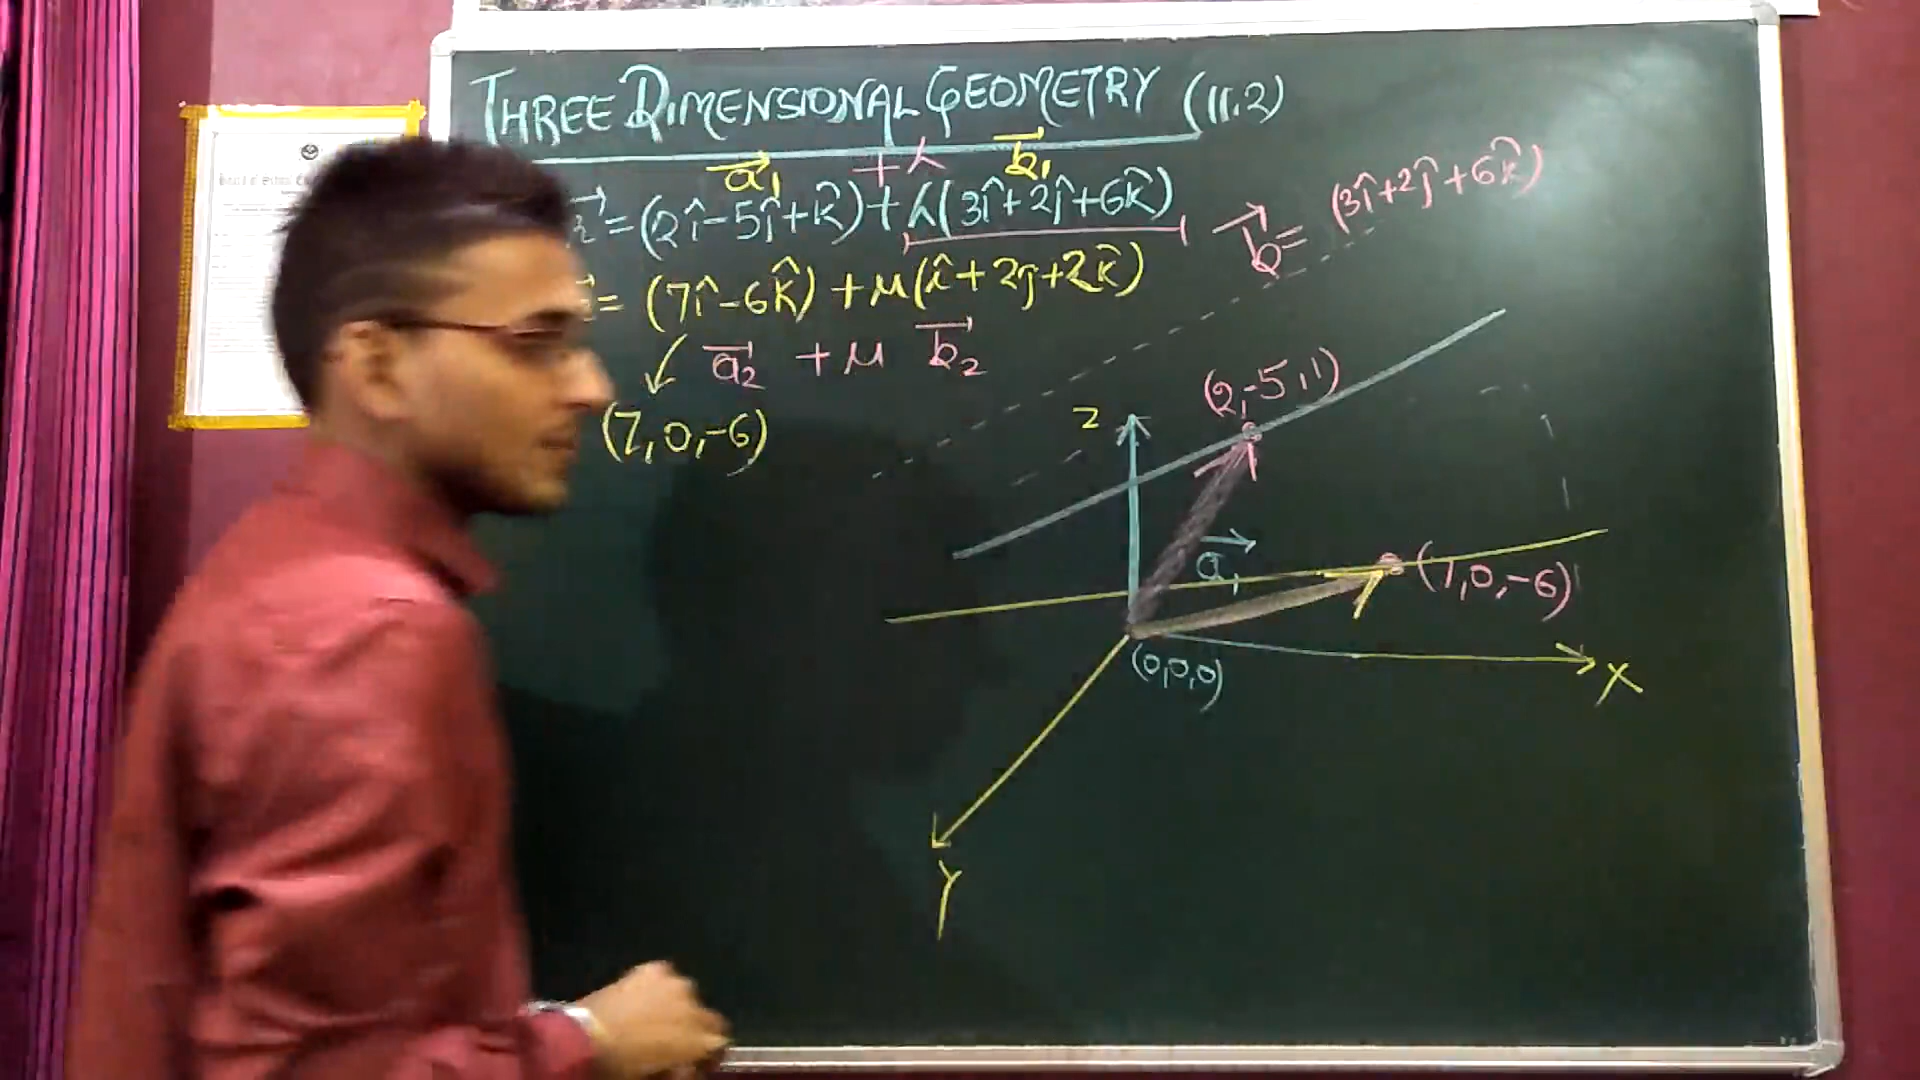 THREE DIMENSIONAL GEOMETRY (11.2)
a₁⃗ + λ b₁⃗
r⃗ = (2î-5ĵ+k̂) + λ(3î+2ĵ+6k̂)
b⃗ = (3î+2ĵ+6k̂)
= (7î-6k̂) + μ(î+2ĵ+2k̂)
a₂⃗ + μ b₂⃗
(7,0,-6)
(2,-5,1)
Z
a₁⃗
(7,0,-6)
(0,0,0)
X
Y